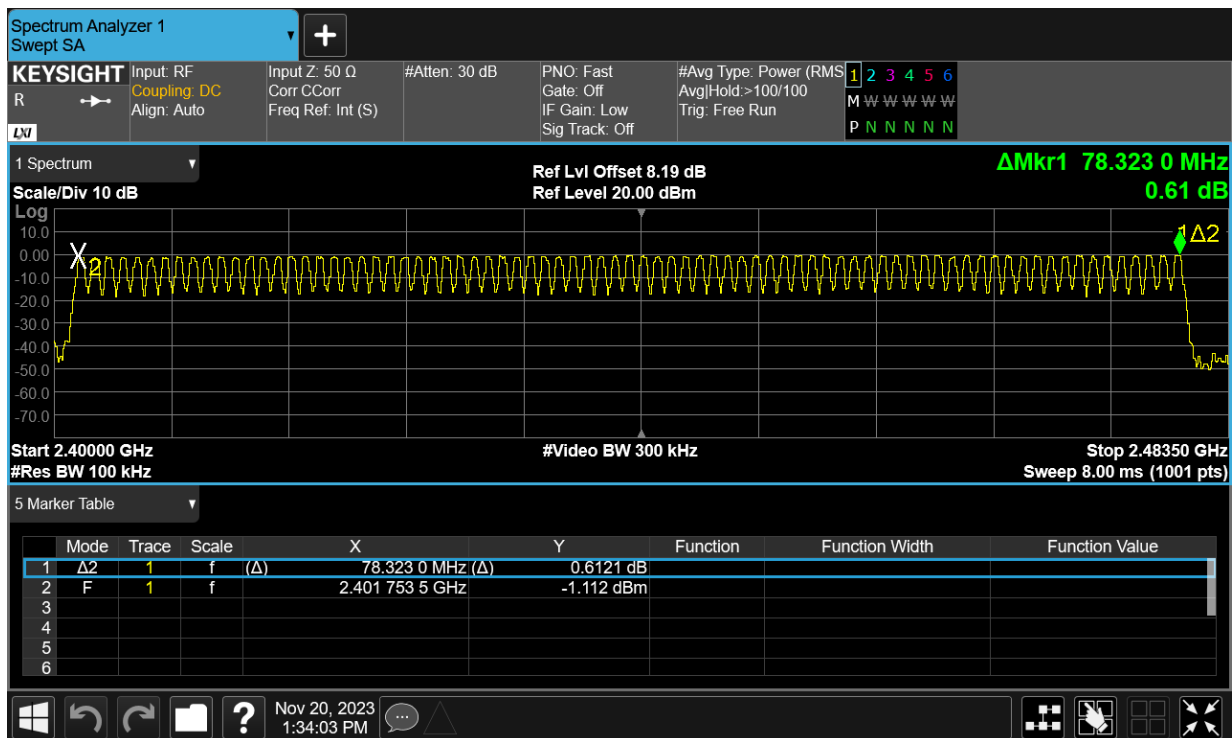 Spectrum Analyzer 1
Swept SA
KEYSIGHT
R
LXI
Input: RF
Coupling: DC
Align: Auto
Input Z: 50 Ω
Corr CCorr
Freq Ref: Int (S)
#Atten: 30 dB
PNO: Fast
Gate: Off
IF Gain: Low
Sig Track: Off
#Avg Type: Power (RMS
Avg|Hold:>100/100
Trig: Free Run
1 2 3 4 5 6
M W W W W W
P N N N N N
1 Spectrum
Scale/Div 10 dB
Ref Lvl Offset 8.19 dB
Ref Level 20.00 dBm
ΔMkr1 78.323 0 MHz
0.61 dB
Log
10.0
0.00
-10.0
-20.0
-30.0
-40.0
-50.0
-60.0
-70.0
X2
1Δ2
Start 2.40000 GHz
#Res BW 100 kHz
#Video BW 300 kHz
Stop 2.48350 GHz
Sweep 8.00 ms (1001 pts)
5 Marker Table
Mode Trace Scale X Y Function Function Width Function Value
1 Δ2 1 f (Δ) 78.323 0 MHz (Δ) 0.6121 dB
2 F 1 f 2.401 753 5 GHz -1.112 dBm
3
4
5
6
?
Nov 20, 2023
1:34:03 PM